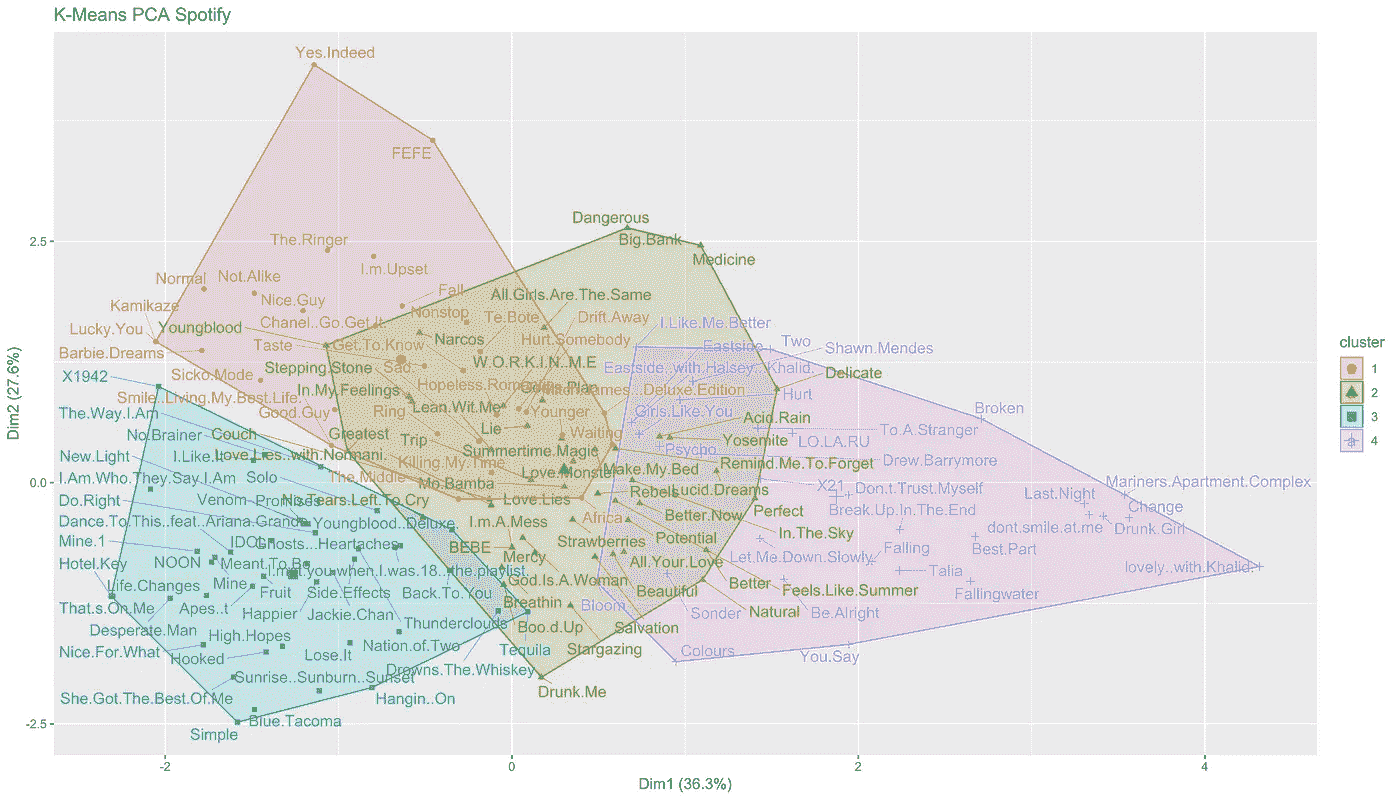 K-Means PCA Spotify
Yes.Indeed
FEFE
Dangerous
Big.Bank
The.Ringer
Medicine
I.m.Upset
Normal
Not.Alike
Fall
All.Girls.Are.The.Same
Nice.Guy
Kamikaze
Nonstop
Te.Bote
Drift.Away
Chanel..Go.Get.It.
I.Like.Me.Better
Lucky.You
Youngblood
Narcos
Hurt.Somebody
Two
Taste
Get.To.Know
Eastside
Shawn.Mendes
Barbie.Dreams
W.O.R.K.I.N..M.E
Stepping.Stone
Sad.
Eastside..with.Halsey...Khalid.
Delicate
X1942
Sicko.Mode
In.My.Feelings
Deluxe.Edition
Hurt
Smile..Living.My.Best.Life.
Lean.Wit.Me
Broken
The.Way.I.Am
Good.Guy
Ring
Younger
Girls.Like.You
Acid.Rain
No.Brainer
Couch
Greatest
Lie
Waiting
To.A.Stranger
Trip
Yosemite
LO.LA.RU
New.Light
Love.Lies..with.Normani.
Summertime.Magic
Psycho
Killing.My.Time
Remind.Me.To.Forget
Drew.Barrymore
I.Am.Who.They.Say.I.Am
Solo
The.Middle
Make.My.Bed
Mo.Bamba
X21
Don.t.Trust.Myself
Mariners.Apartment.Complex
Do.Right
Venom
No.Tears.Left.To.Cry
Love.Lies
Rebel
Lucid.Dreams
Last.Night
Change
Perfect
Break.Up.In.The.End
Dance.To.This..feat..Ariana.Grande.
Youngblood..Deluxe.
I.m.A.Mess
Africa
Better.Now
Drunk.Girl
dont.smile.at.me
In.The.Sky
Mine.1
IDOL
Ghosts...Heartaches
BEBE
Strawberries
Potential
Best.Part
Falling
Let.Me.Down.Slowly
Hotel.Key
NOON
Mercy
All.Your.Love
lovely..with.Khalid.
Talia
Life.Changes
Mine
God.Is.A.Woman
Better
Fruit
Side.Effects
Back.To.You
Beautiful
Feels.Like.Summer
Fallingwater
That.s.On.Me
Apes..t
Happier
Jackie.Chan
Breathin
Bloom
Sonder
Natural
Be.Alright
Desperate.Man
High.Hopes
Thunderclouds
Boo.d.Up
Salvation
Nice.For.What
Hooked
Lose.It
Nation.of.Two
Tequila
Stargazing
Colours
You.Say
Sunrise..Sunburn..Sunset
Drowns.The.Whiskey
She.Got.The.Best.Of.Me
Hangin..On
Drunk.Me
Blue.Tacoma
Simple
2.5
0.0
-2.5
Dim2 (27.6%)
-2
0
2
4
Dim1 (36.3%)
cluster
1
2
3
4